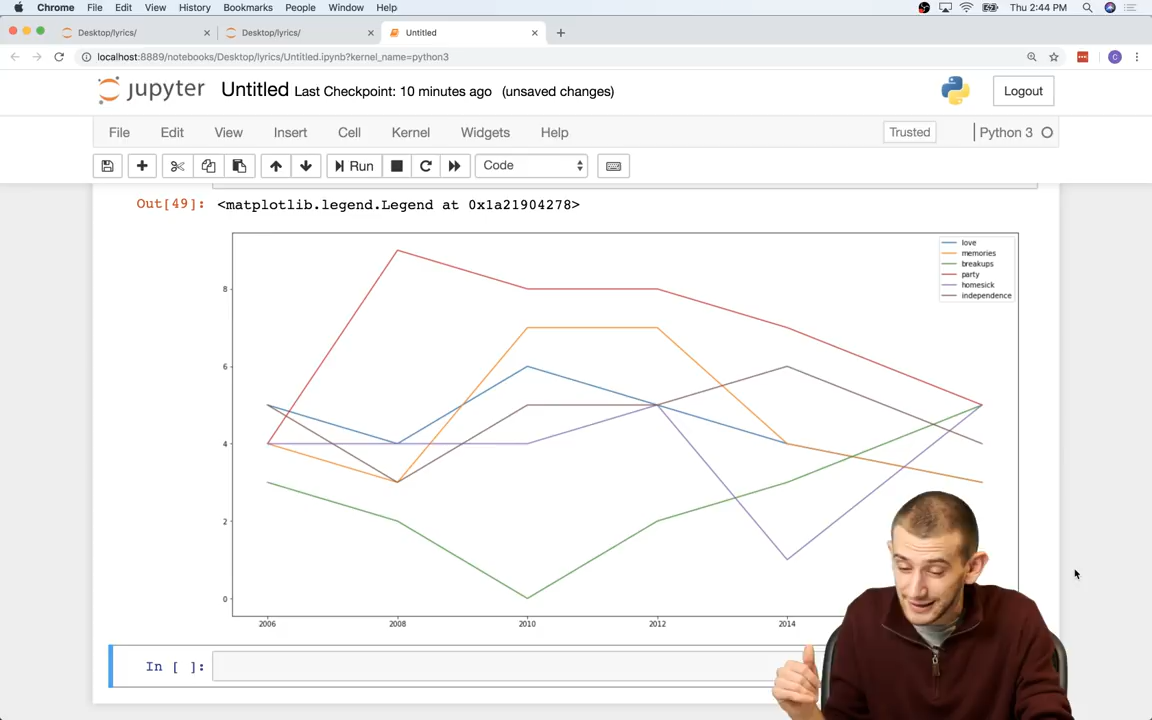 Chrome File Edit View History Bookmarks People Window Help Thu 2:44 PM
Desktop/lyrics/ Desktop/lyrics/ Untitled
localhost:8889/notebooks/Desktop/lyrics/Untitled.ipynb?kernel_name=python3 C
jupyter Untitled Last Checkpoint: 10 minutes ago (unsaved changes) Logout
File Edit View Insert Cell Kernel Widgets Help Trusted Python 3
Run Code
Out[49]: <matplotlib.legend.Legend at 0x1a21904278>
love
memories
breakups
party
homesick
independence
8
6
4
2
0
2006 2008 2010 2012 2014
In [ ]: